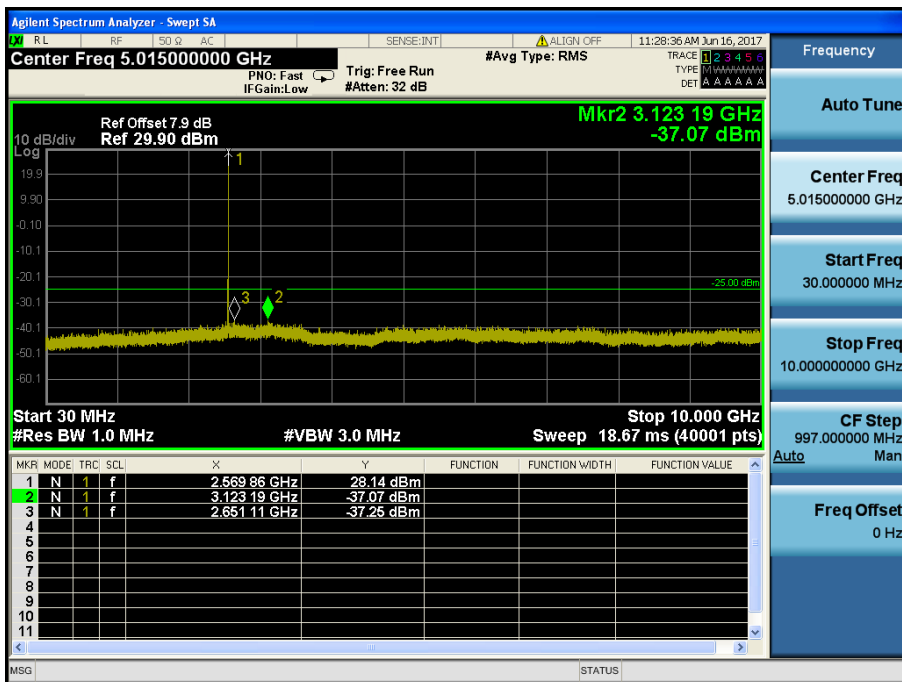 Agilent Spectrum Analyzer - Swept SA
LXI RL RF 50 Ω AC SENSE:INT ALIGN OFF 11:28:36 AM Jun 16, 2017
Center Freq 5.015000000 GHz #Avg Type: RMS TRACE 1 2 3 4 5 6
PNO: Fast Trig: Free Run TYPE MWWWWW
IFGain:Low #Atten: 32 dB DET A A A A A A
Mkr2 3.123 19 GHz
-37.07 dBm
Ref Offset 7.9 dB
10 dB/div Ref 29.90 dBm
Log
19.9
9.90
-0.10
-10.1
-20.1
-30.1
-40.1
-50.1
-60.1
1
-25.00 dBm
3 2
Start 30 MHz Stop 10.000 GHz
#Res BW 1.0 MHz #VBW 3.0 MHz Sweep 18.67 ms (40001 pts)
MKR MODE TRC SCL X Y FUNCTION FUNCTION WIDTH FUNCTION VALUE
1 N 1 f 2.569 86 GHz 28.14 dBm
2 N 1 f 3.123 19 GHz -37.07 dBm
3 N 1 f 2.651 11 GHz -37.25 dBm
4
5
6
7
8
9
10
11
MSG STATUS
Frequency
Auto Tune
Center Freq
5.015000000 GHz
Start Freq
30.000000 MHz
Stop Freq
10.000000000 GHz
CF Step
997.000000 MHz
Auto Man
Freq Offset
0 Hz